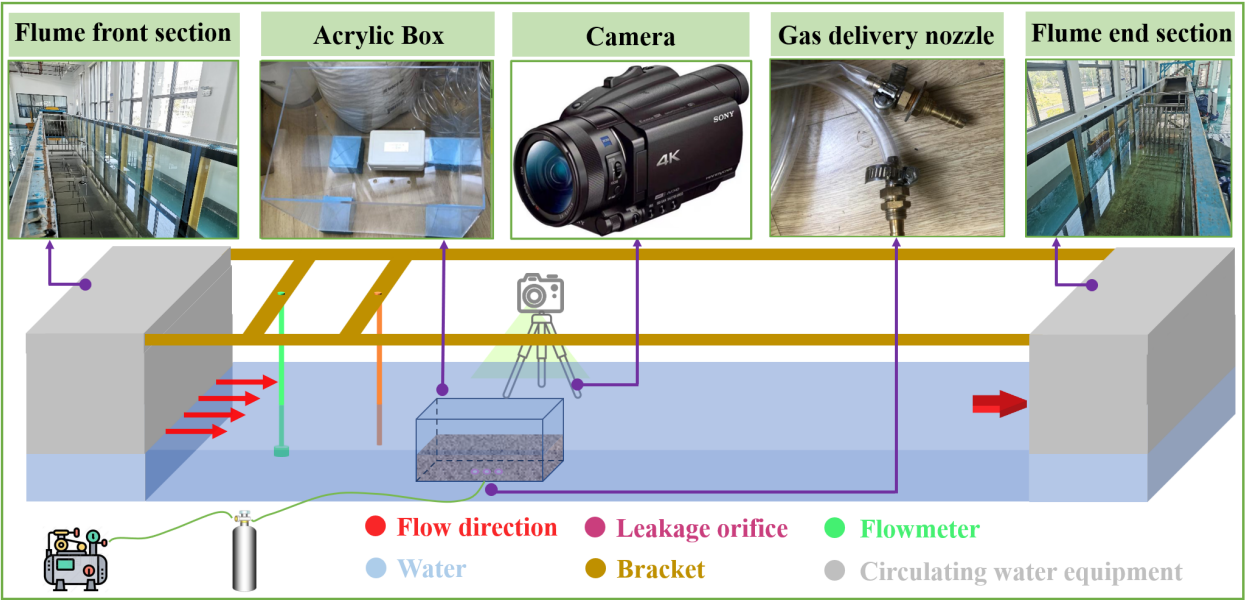 Flume front section
Acrylic Box
Camera
Gas delivery nozzle
Flume end section
SONY
4K
Flow direction
Leakage orifice
Flowmeter
Water
Bracket
Circulating water equipment